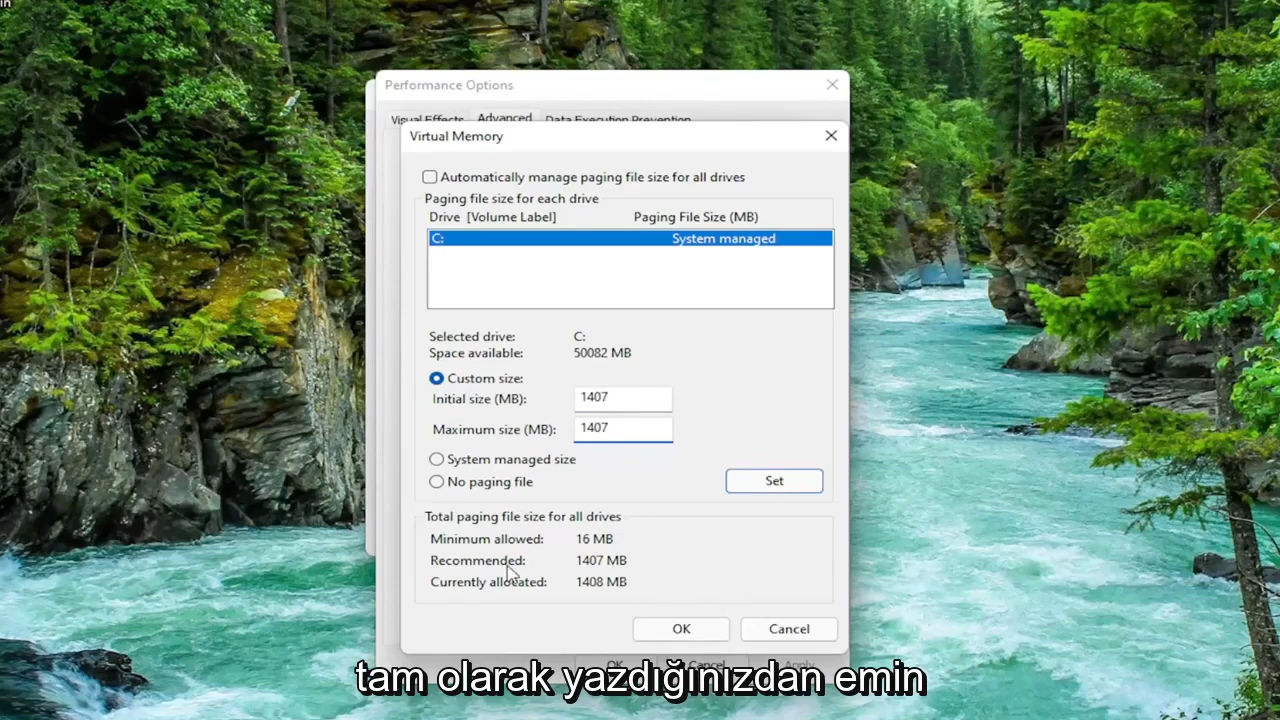 in
Performance Options
Visual Effects Advanced Data Execution Prevention
Virtual Memory
Automatically manage paging file size for all drives
Paging file size for each drive
Drive [Volume Label] Paging File Size (MB)
C: System managed
Selected drive: C:
Space available: 50082 MB
Custom size:
Initial size (MB): 1407
Maximum size (MB): 1407
System managed size
No paging file
Set
Total paging file size for all drives
Minimum allowed: 16 MB
Recommended: 1407 MB
Currently allocated: 1408 MB
OK Cancel
OK Cancel Apply
tam olarak yazdığınızdan emin